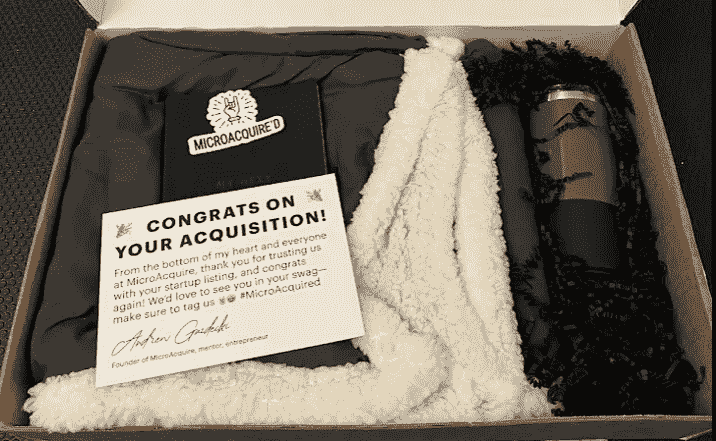 MICROACQUIRE'D
CONGRATS ON
YOUR ACQUISITION!
From the bottom of my heart and everyone
at MicroAcquire, thank you for trusting us
with your startup listing, and congrats
again! We'd love to see you in your swag—
make sure to tag us #MicroAcquired
Andrew Gazdecki
Founder of MicroAcquire, mentor, entrepreneur